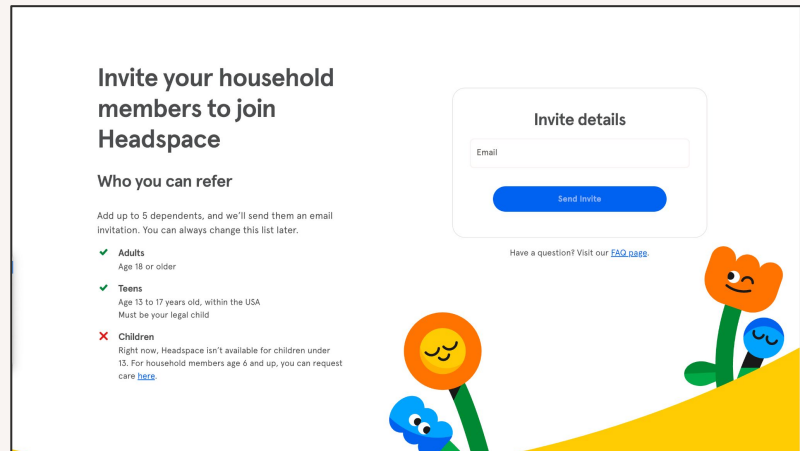 Invite your household
members to join
Headspace
Who you can refer
Add up to 5 dependents, and we'll send them an email
invitation. You can always change this list later.
Adults
Age 18 or older
Teens
Age 13 to 17 years old, within the USA
Must be your legal child
Children
Right now, Headspace isn't available for children under
13. For household members age 6 and up, you can request
care here.
Invite details
Email
Send Invite
Have a question? Visit our FAQ page.